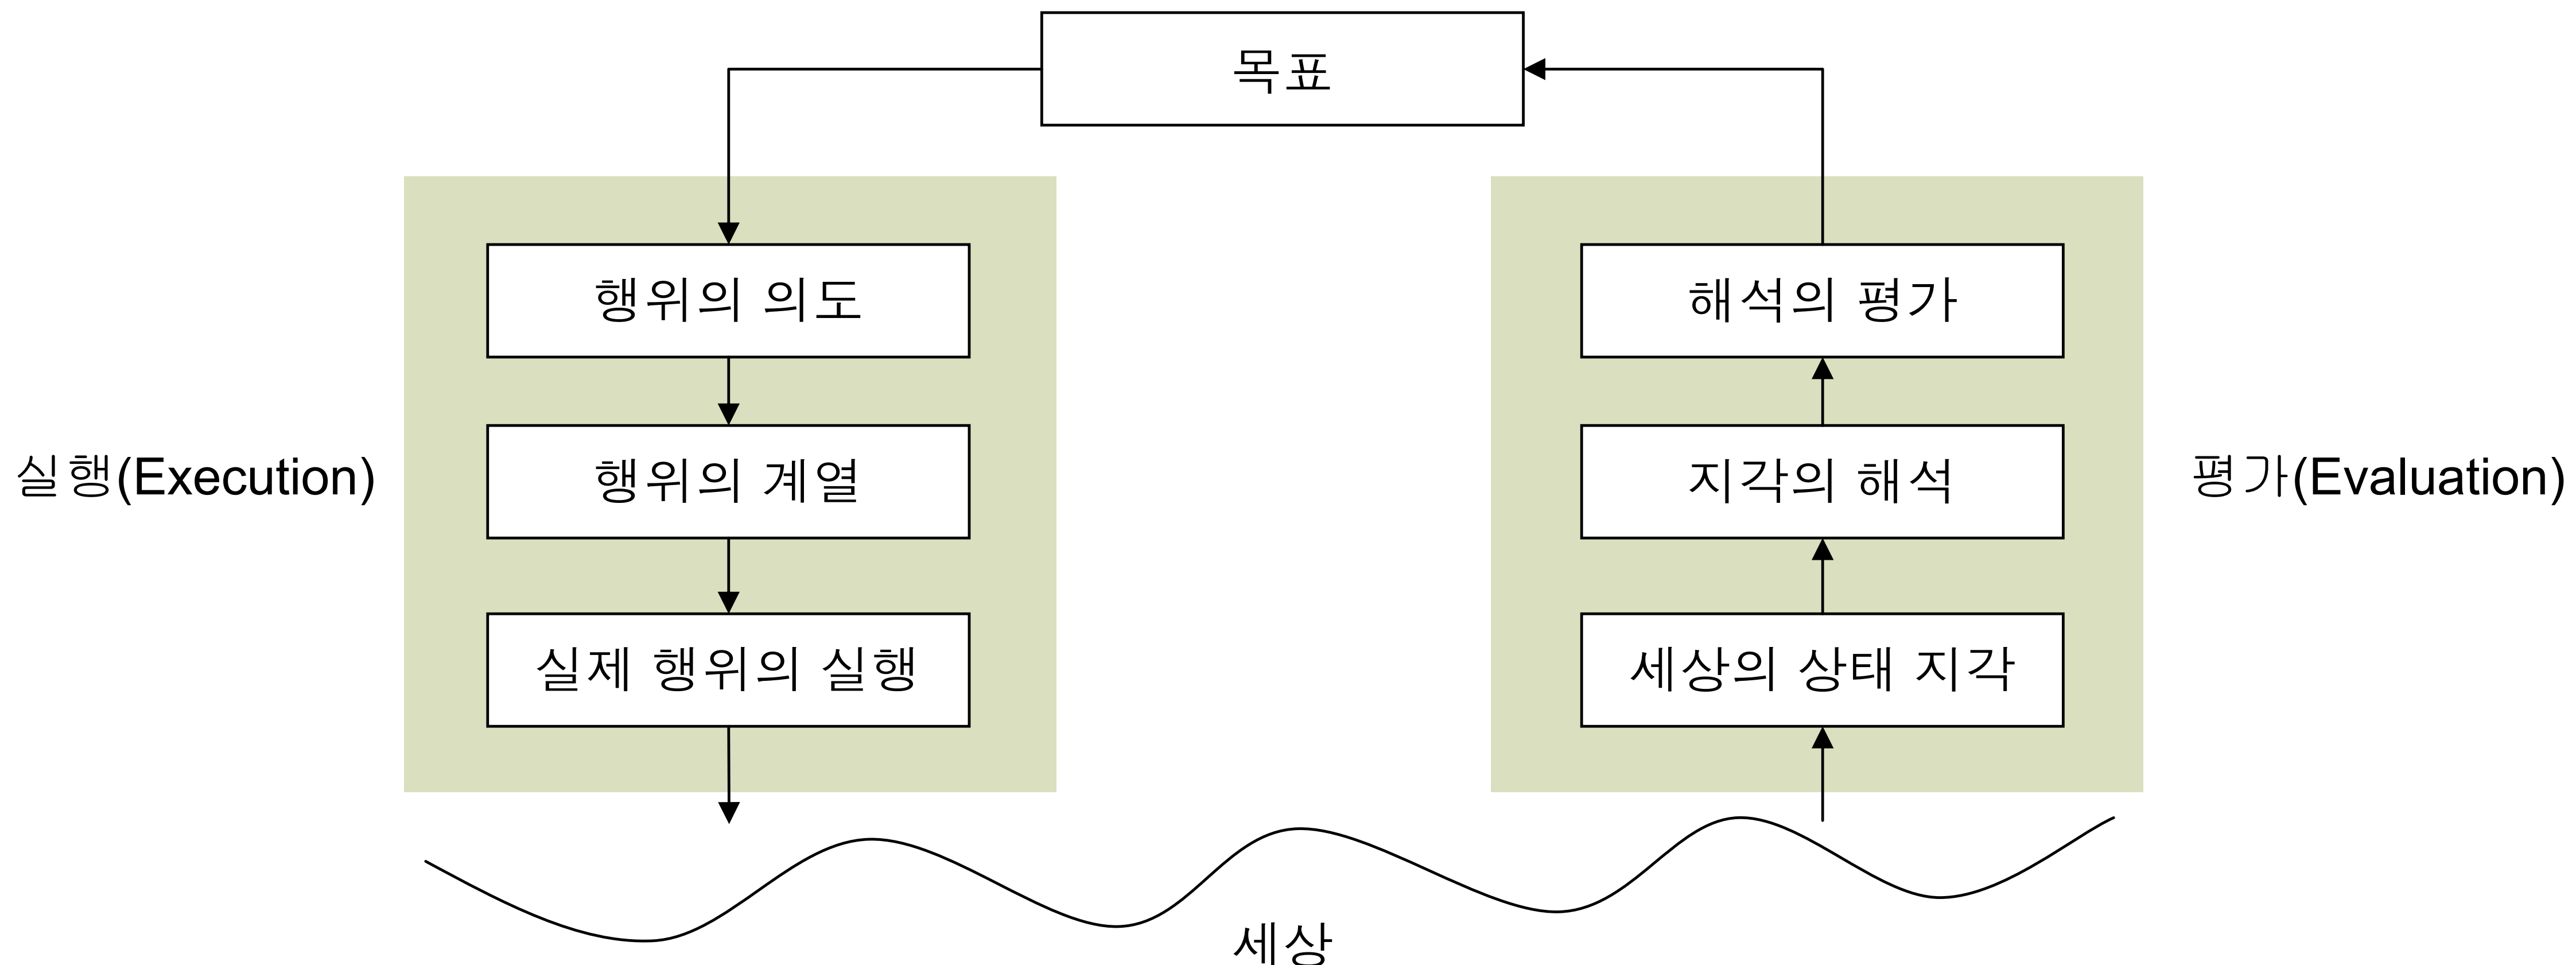 목표
행위의 의도
해석의 평가
실행(Execution)
행위의 계열
지각의 해석
평가(Evaluation)
실제 행위의 실행
세상의 상태 지각
세상